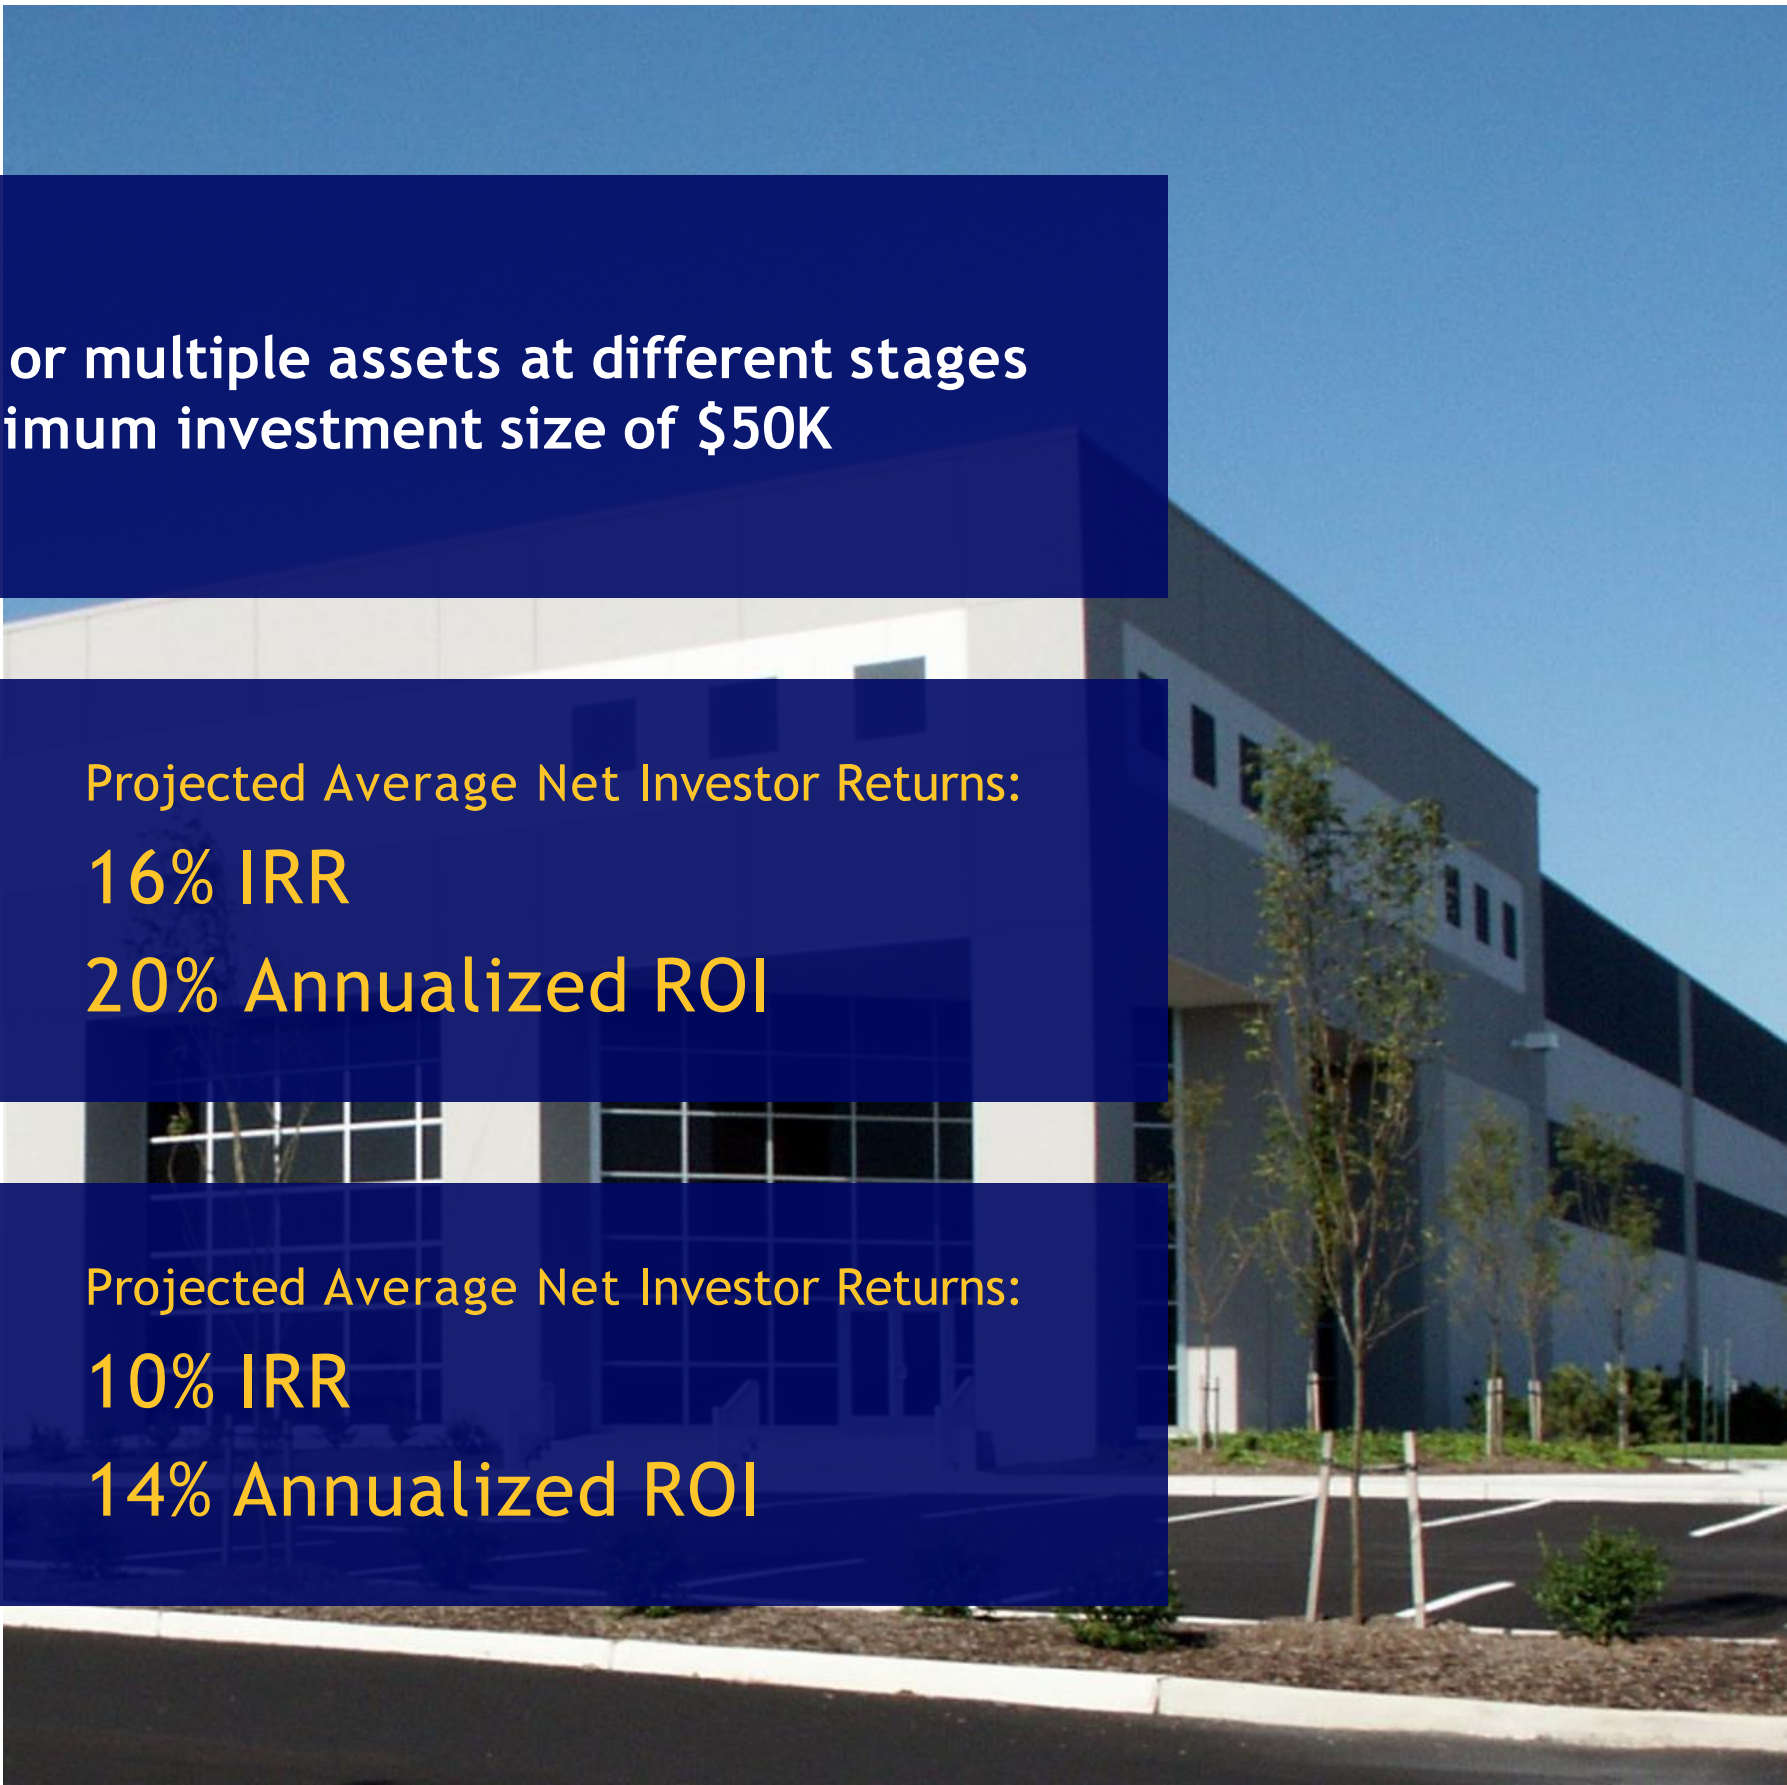 or multiple assets at different stages
imum investment size of $50K
Projected Average Net Investor Returns:
16% IRR
20% Annualized ROI
Projected Average Net Investor Returns:
10% IRR
14% Annualized ROI